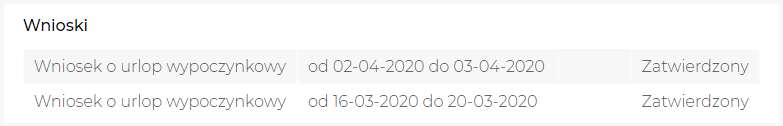 Wnioski
Wniosek o urlop wypoczynkowy od 02-04-2020 do 03-04-2020 Zatwierdzony
Wniosek o urlop wypoczynkowy od 16-03-2020 do 20-03-2020 Zatwierdzony